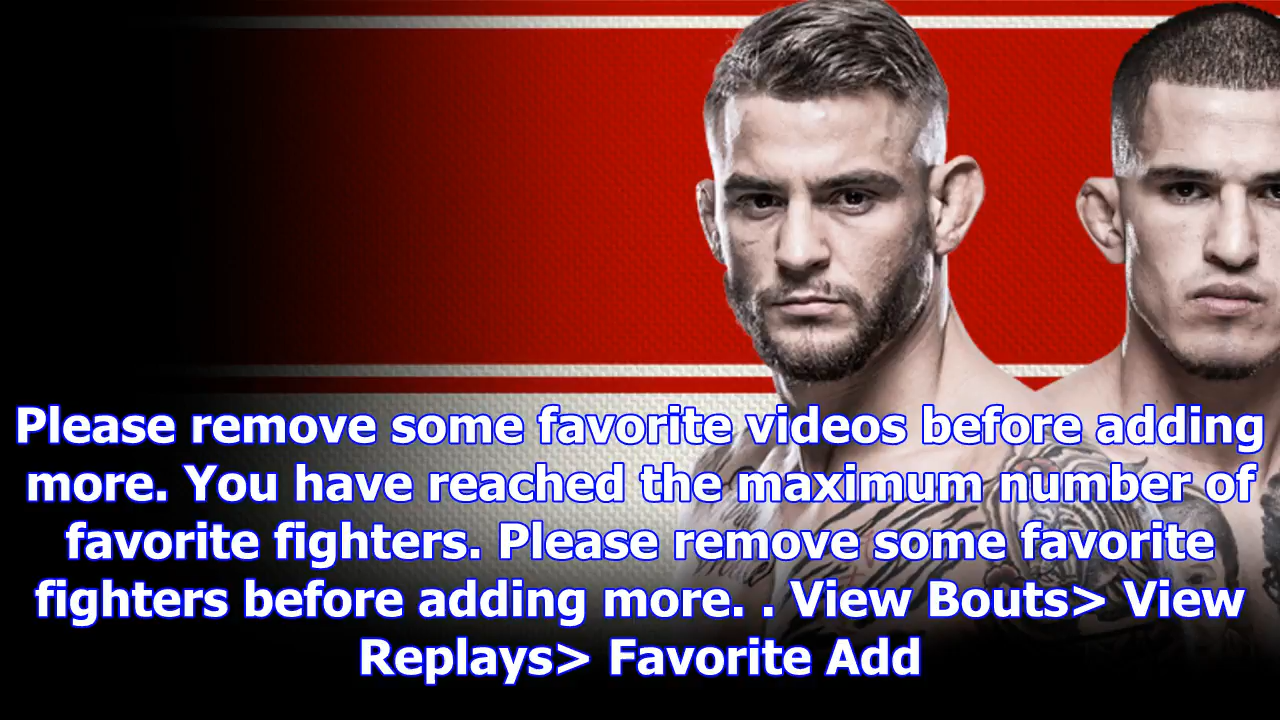 Please remove some favorite videos before adding
more. You have reached the maximum number of
favorite fighters. Please remove some favorite
fighters before adding more. . View Bouts> View
Replays> Favorite Add